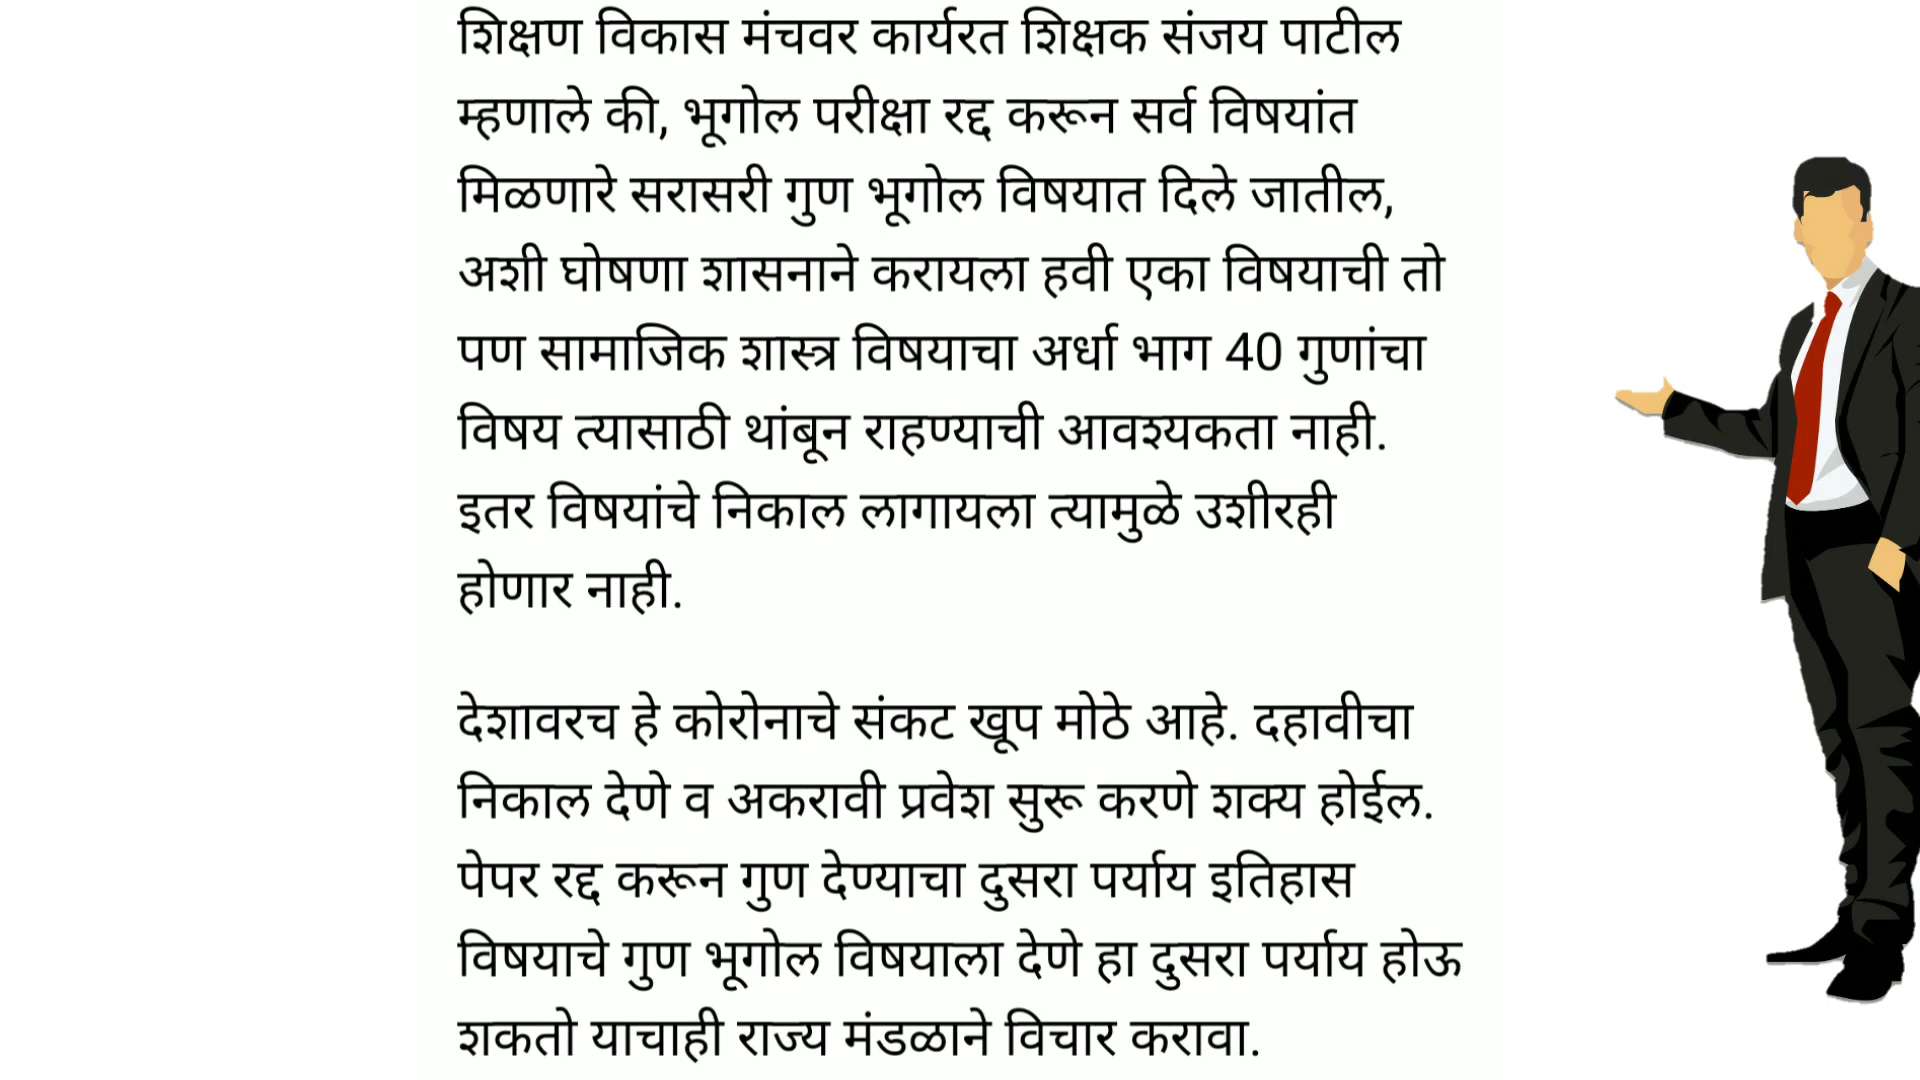 शिक्षण विकास मंचवर कार्यरत शिक्षक संजय पाटील
म्हणाले की, भूगोल परीक्षा रद्द करून सर्व विषयांत
मिळणारे सरासरी गुण भूगोल विषयात दिले जातील,
अशी घोषणा शासनाने करायला हवी एका विषयाची तो
पण सामाजिक शास्त्र विषयाचा अर्धा भाग 40 गुणांचा
विषय त्यासाठी थांबून राहण्याची आवश्यकता नाही.
इतर विषयांचे निकाल लागायला त्यामुळे उशीरही
होणार नाही.
देशावरच हे कोरोनाचे संकट खूप मोठे आहे. दहावीचा
निकाल देणे व अकरावी प्रवेश सुरू करणे शक्य होईल.
पेपर रद्द करून गुण देण्याचा दुसरा पर्याय इतिहास
विषयाचे गुण भूगोल विषयाला देणे हा दुसरा पर्याय होऊ
शकतो याचाही राज्य मंडळाने विचार करावा.